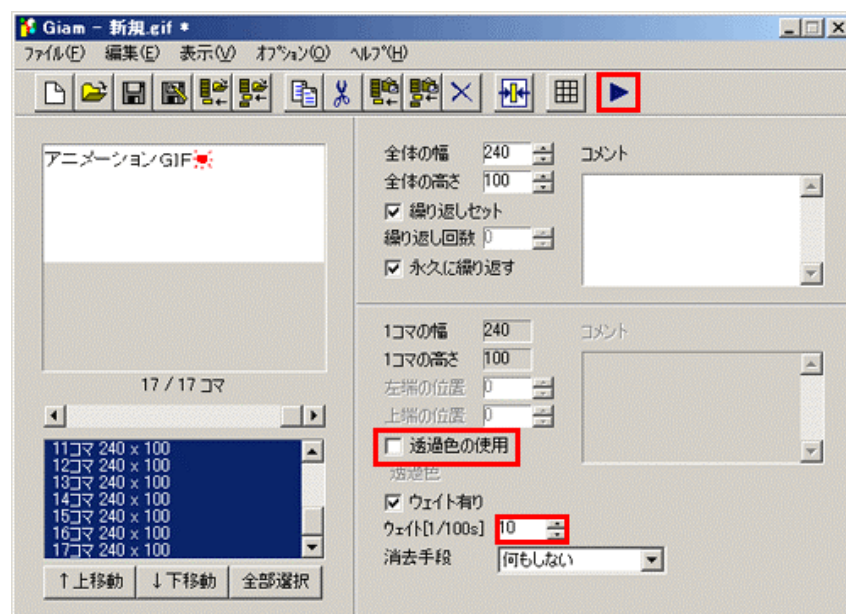 Giam - 新規.gif *
ファイル(F) 編集(E) 表示(V) オプション(O) ヘルプ(H)
アニメーションGIF
17 / 17 コマ
11コマ 240 x 100
12コマ 240 x 100
13コマ 240 x 100
14コマ 240 x 100
15コマ 240 x 100
16コマ 240 x 100
17コマ 240 x 100
↑上移動 ↓下移動 全部選択
全体の幅 240 コメント
全体の高さ 100
繰り返しセット
繰り返し回数 0
永久に繰り返す
1コマの幅 240 コメント
1コマの高さ 100
左端の位置 0
上端の位置 0
透過色の使用
透過色
ウェイト有り
ウェイト[1/100s] 10
消去手段 何もしない